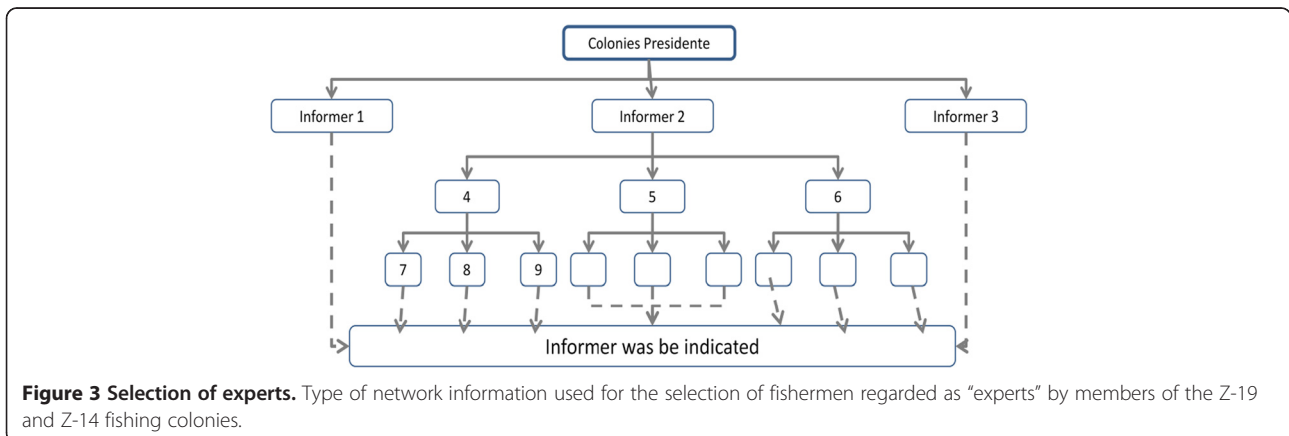 Colonies Presidente
Informer 1 Informer 2 Informer 3
4 5 6
7 8 9
Informer was be indicated
Figure 3 Selection of experts. Type of network information used for the selection of fishermen regarded as “experts” by members of the Z-19
and Z-14 fishing colonies.